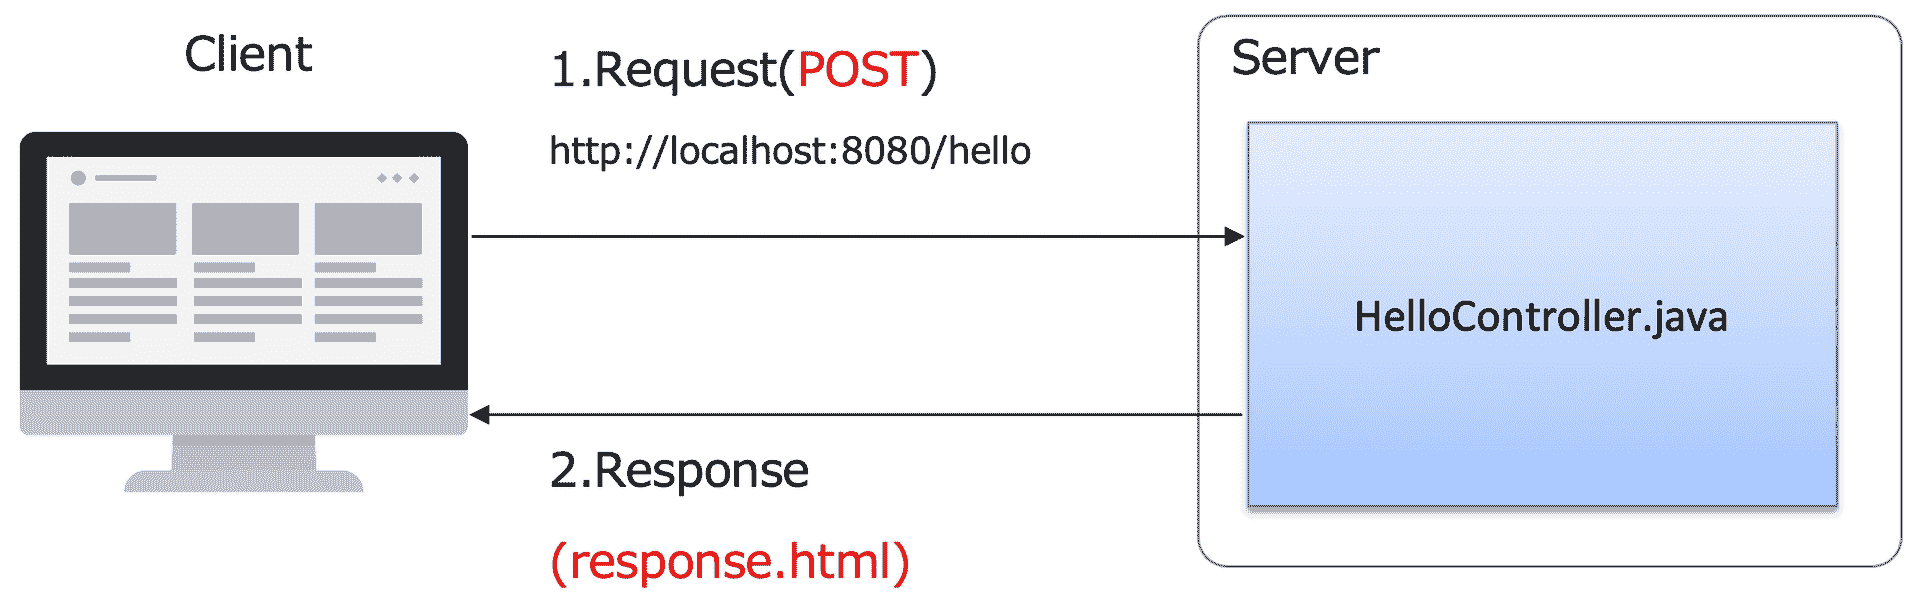 Client
1.Request(POST)
http://localhost:8080/hello
Server
HelloController.java
2.Response
(response.html)